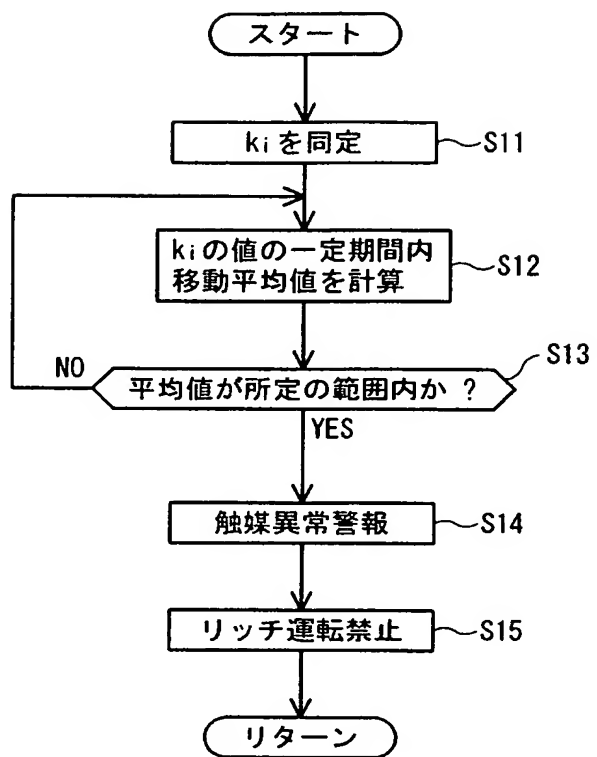 スタート
kiを同定
S11
kiの値の一定期間内
移動平均値を計算
S12
平均値が所定の範囲内か ?
S13
NO
YES
触媒異常警報
S14
リッチ運転禁止
S15
リターン